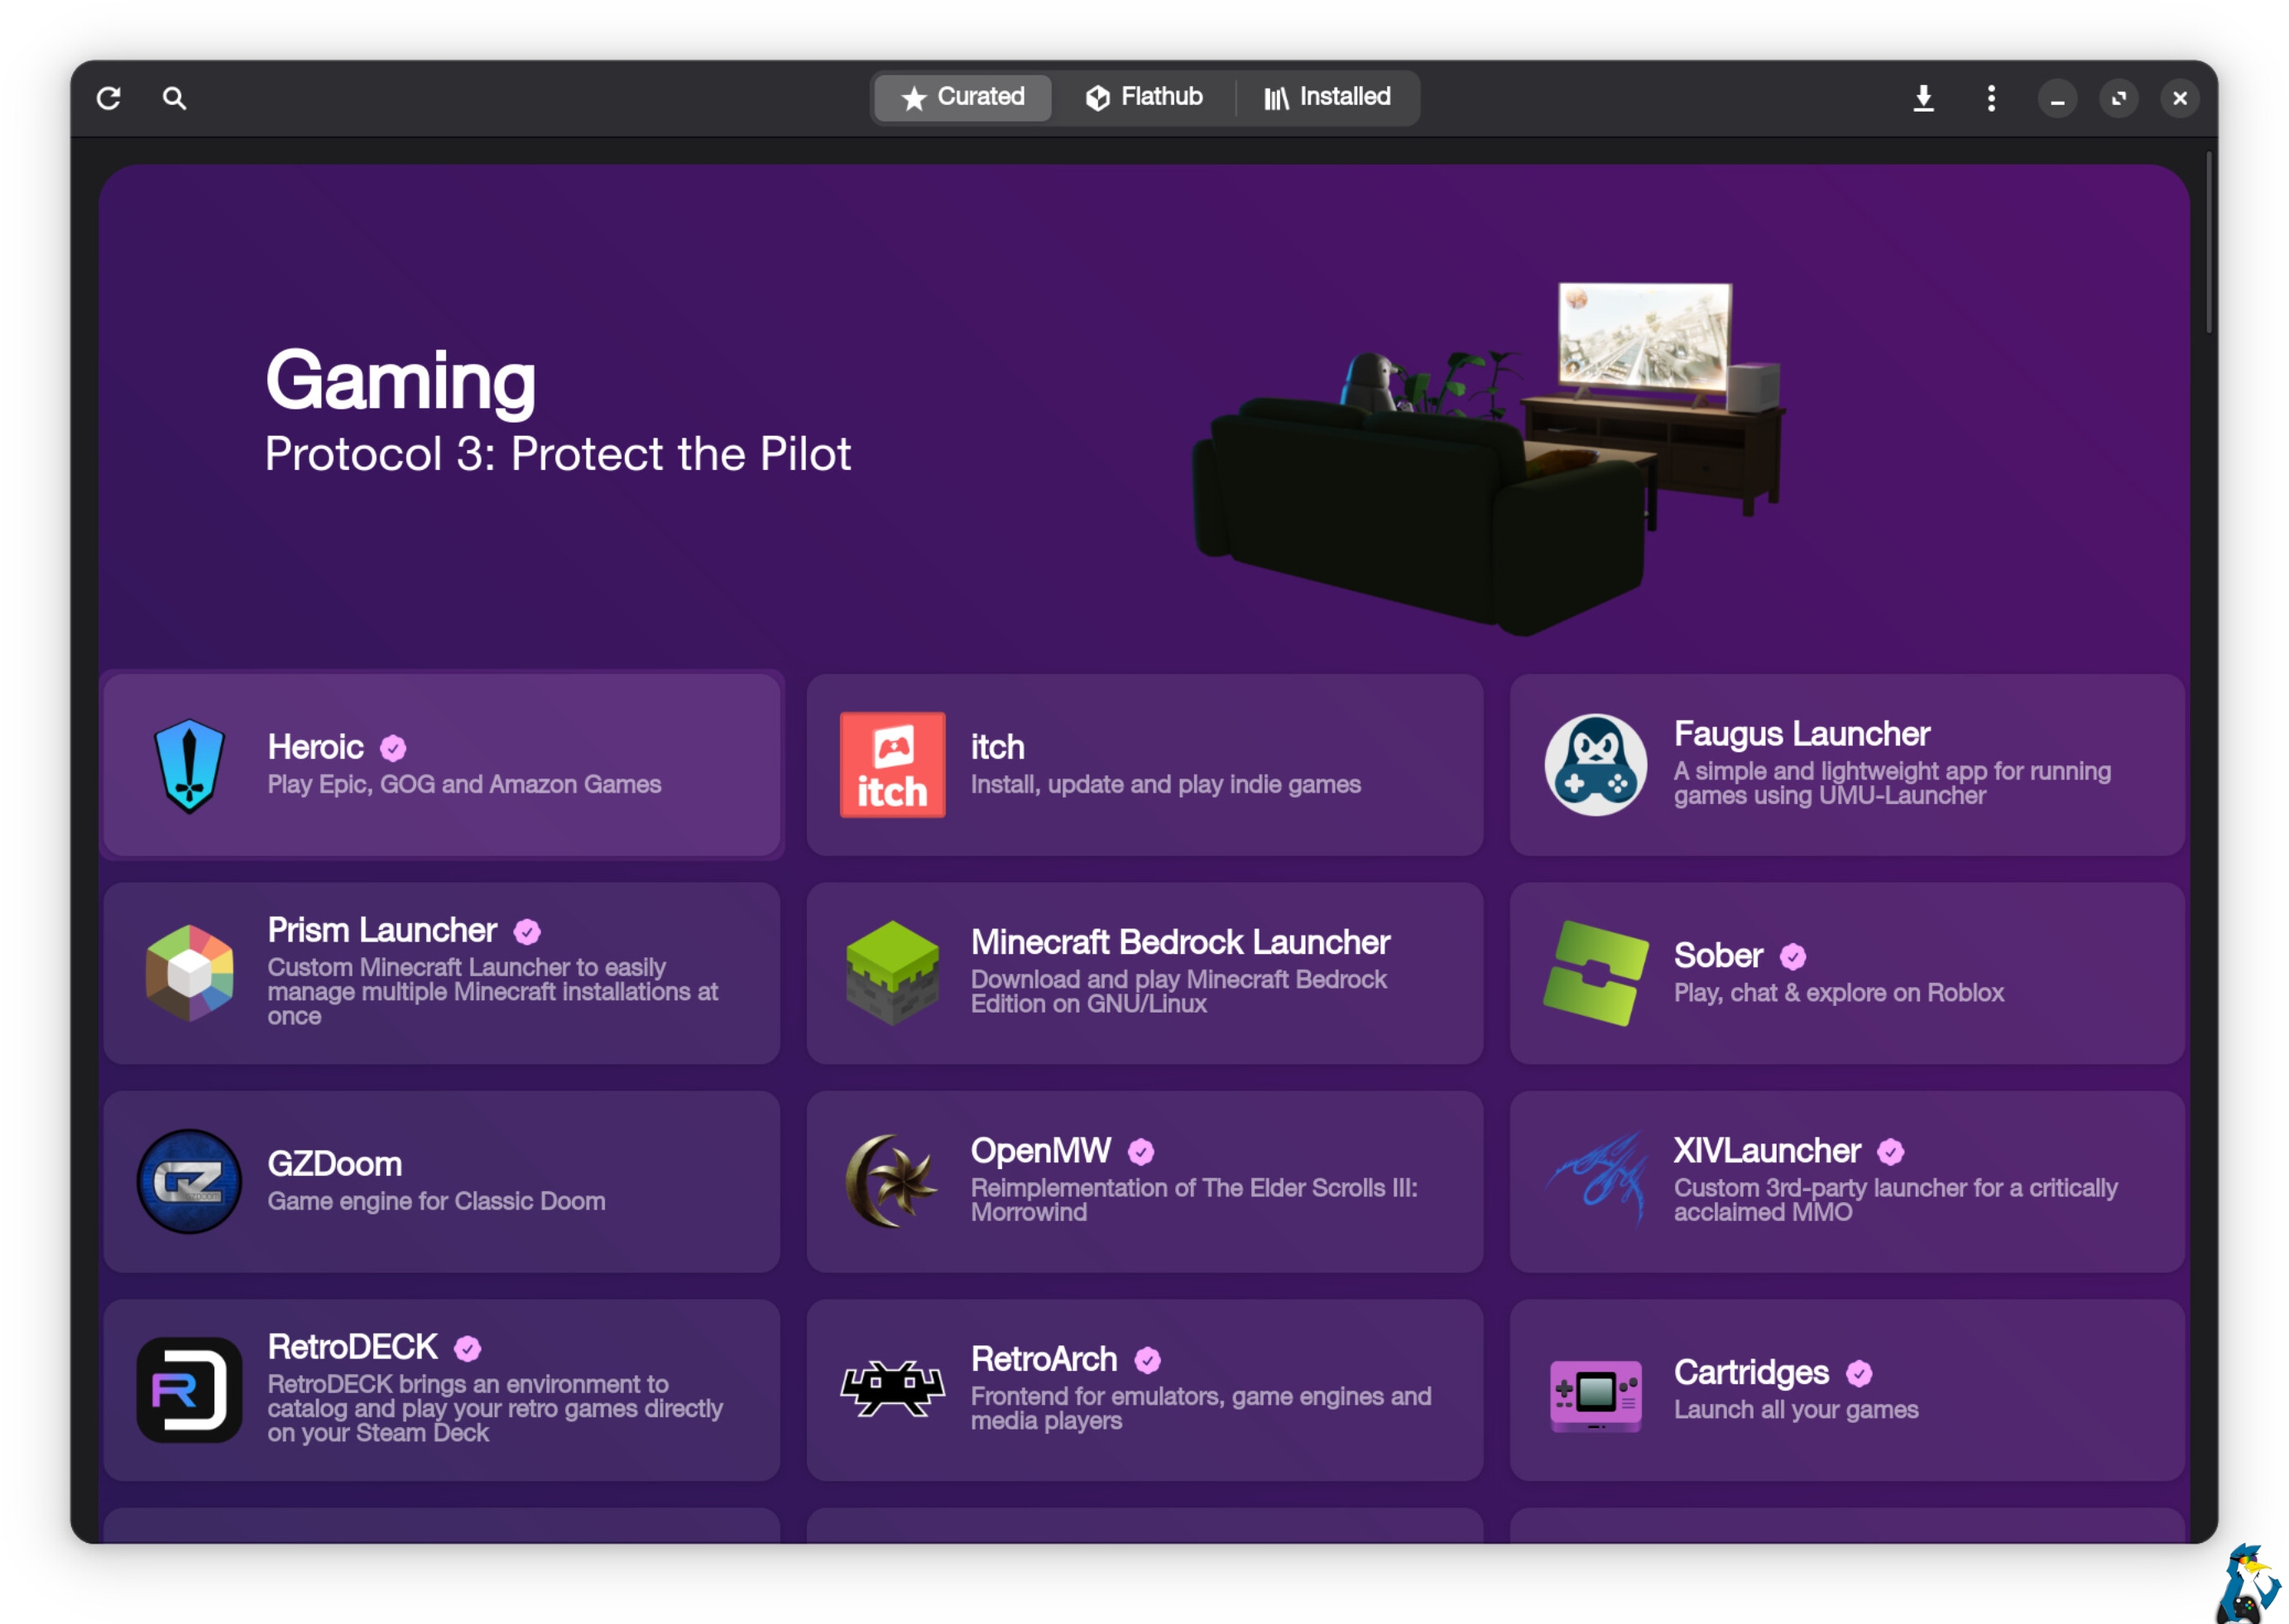 Curated
Flathub
Installed
Gaming
Protocol 3: Protect the Pilot
Heroic
Play Epic, GOG and Amazon Games
itch
itch
Install, update and play indie games
Faugus Launcher
A simple and lightweight app for running
games using UMU-Launcher
Prism Launcher
Custom Minecraft Launcher to easily
manage multiple Minecraft installations at
once
Minecraft Bedrock Launcher
Download and play Minecraft Bedrock
Edition on GNU/Linux
Sober
Play, chat & explore on Roblox
GZ
GZDOOM
GZDoom
Game engine for Classic Doom
OpenMW
Reimplementation of The Elder Scrolls III:
Morrowind
XIVLauncher
Custom 3rd-party launcher for a critically
acclaimed MMO
R
RetroDECK
RetroDECK brings an environment to
catalog and play your retro games directly
on your Steam Deck
RetroArch
Frontend for emulators, game engines and
media players
Cartridges
Launch all your games